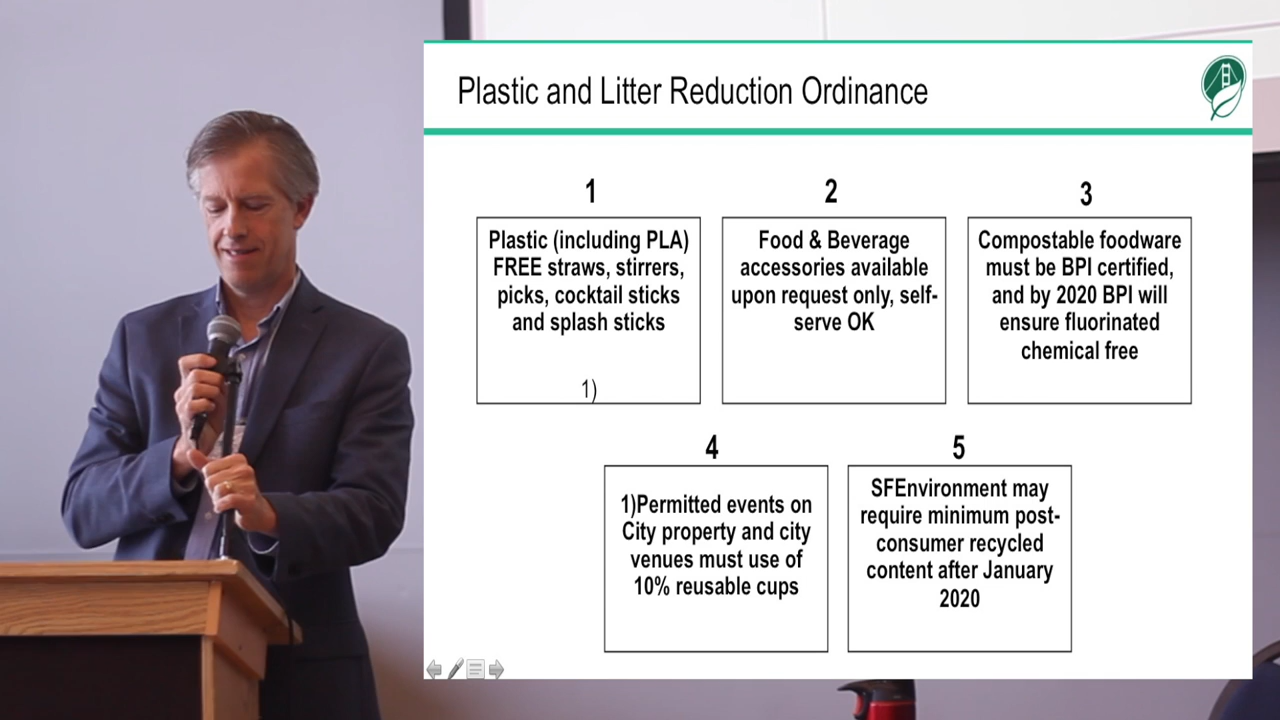 Plastic and Litter Reduction Ordinance
1
Plastic (including PLA)
FREE straws, stirrers,
picks, cocktail sticks
and splash sticks
1)
2
Food & Beverage
accessories available
upon request only, self-
serve OK
3
Compostable foodware
must be BPI certified,
and by 2020 BPI will
ensure fluorinated
chemical free
4
1)Permitted events on
City property and city
venues must use of
10% reusable cups
5
SFEnvironment may
require minimum post-
consumer recycled
content after January
2020